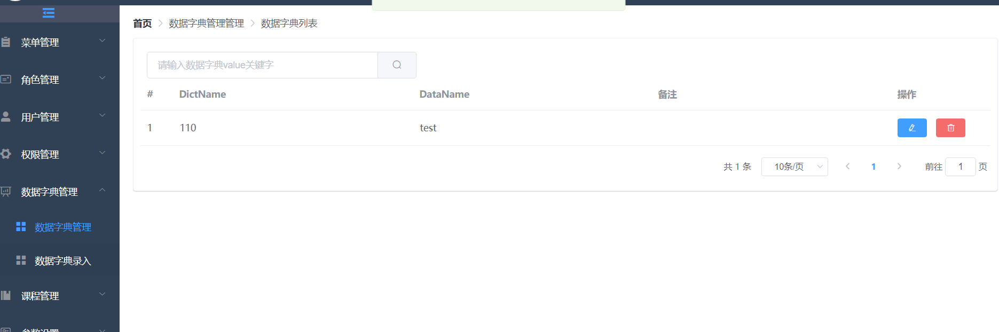 首页 > 数据字典管理管理 > 数据字典列表
菜单管理
角色管理
用户管理
权限管理
数据字典管理
数据字典管理
数据字典录入
课程管理
参数设置
请输入数据字典value关键字
# DictName DataName 备注 操作
1 110 test
共 1 条 10条/页 1 前往 1 页